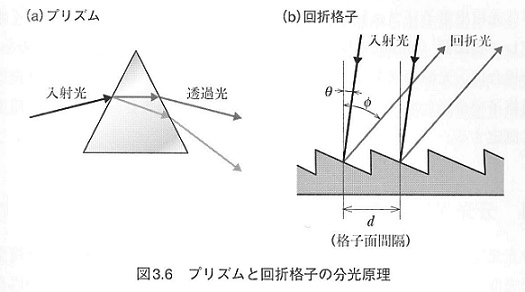 (a)プリズム
入射光
透過光
(b)回折格子
入射光
回折光
θ
φ
d
(格子面間隔)
図3.6 プリズムと回折格子の分光原理